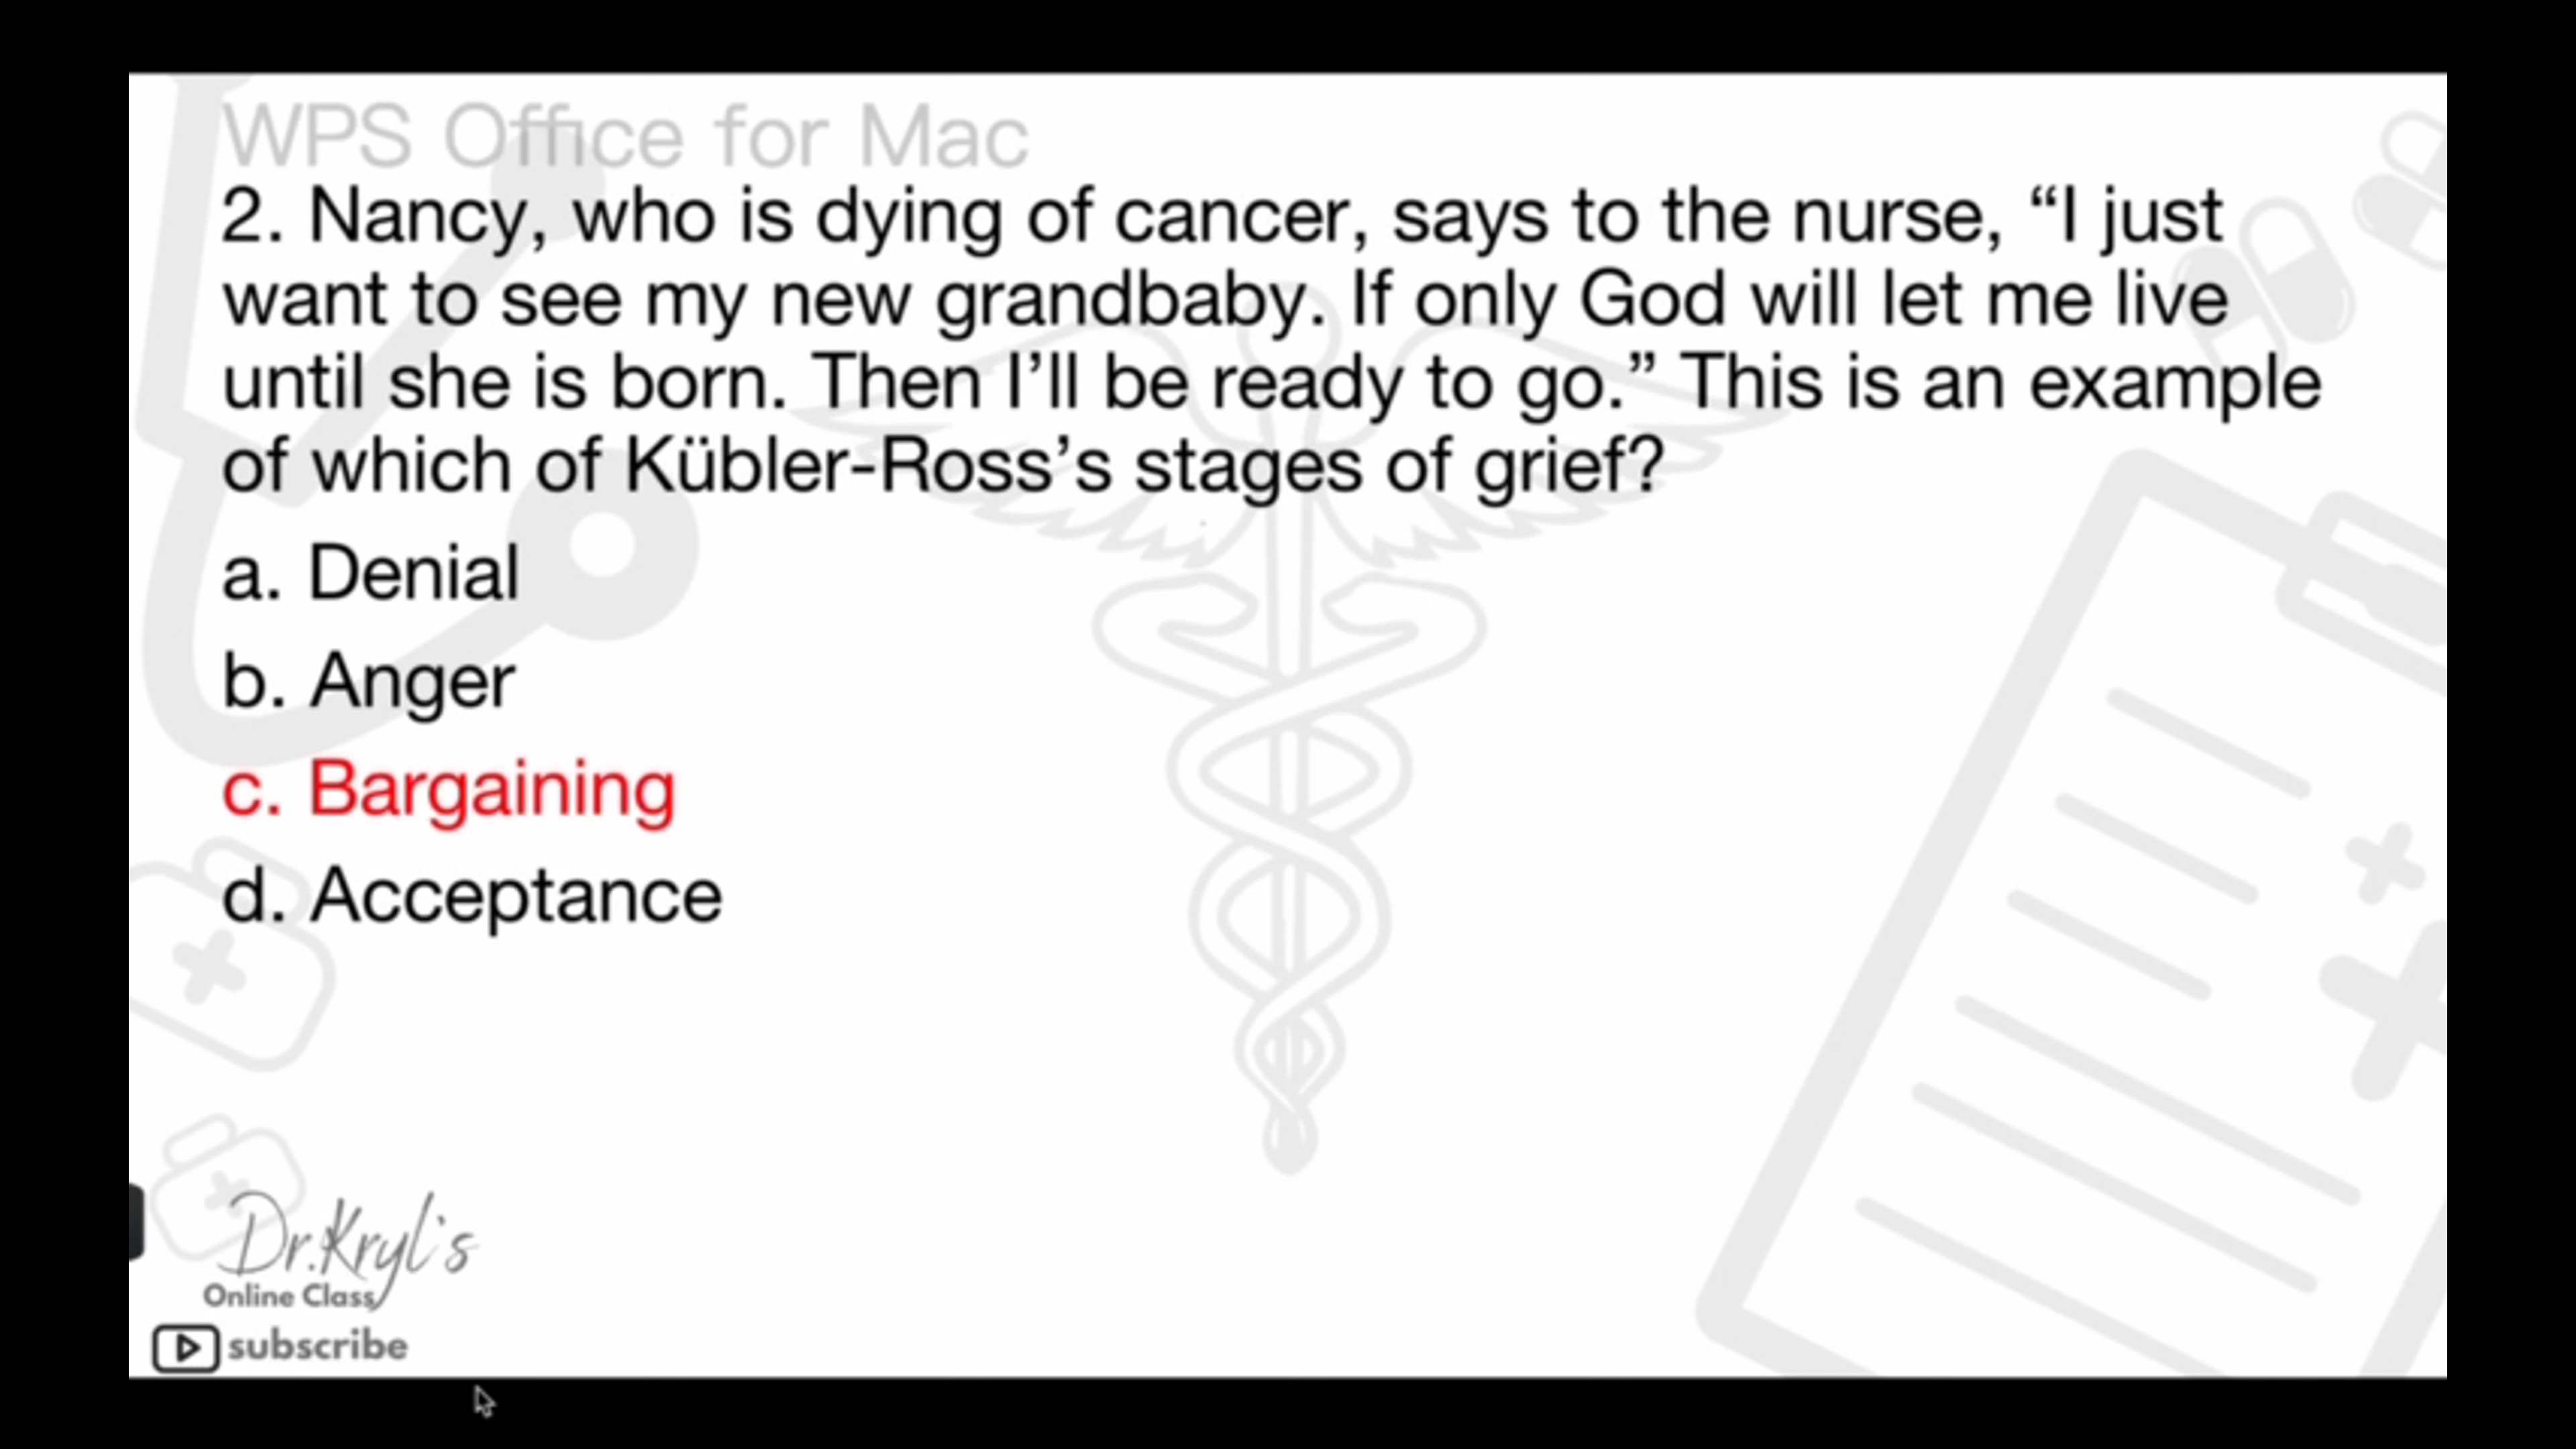 WPS Office for Mac
2. Nancy, who is dying of cancer, says to the nurse, “I just
want to see my new grandbaby. If only God will let me live
until she is born. Then I’ll be ready to go.” This is an example
of which of Kübler-Ross’s stages of grief?
a. Denial
b. Anger
c. Bargaining
d. Acceptance
Dr.Kryl's
Online Class
subscribe